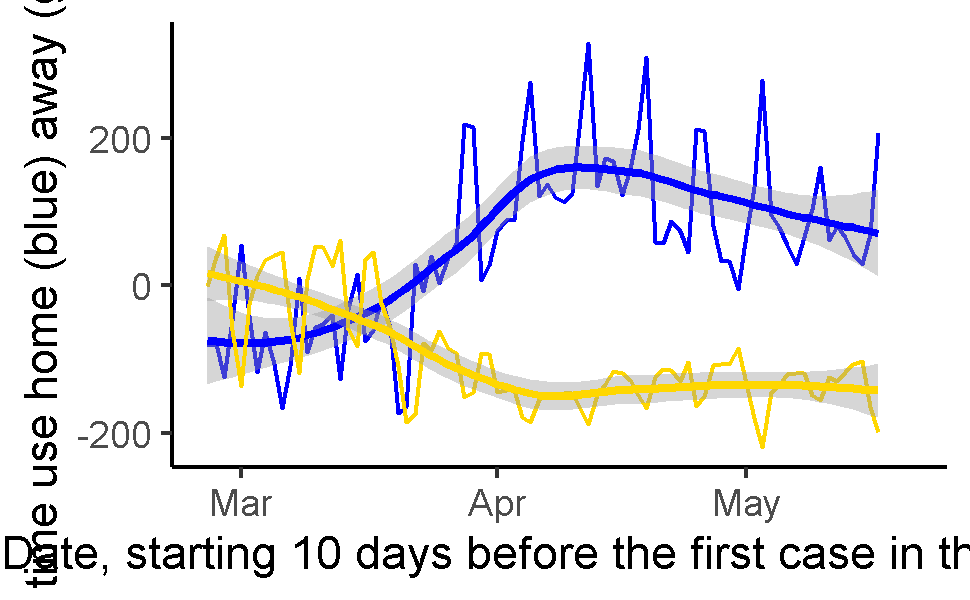 time use home (blue) away (
200
0
-200
Mar Apr May
Date, starting 10 days before the first case in th